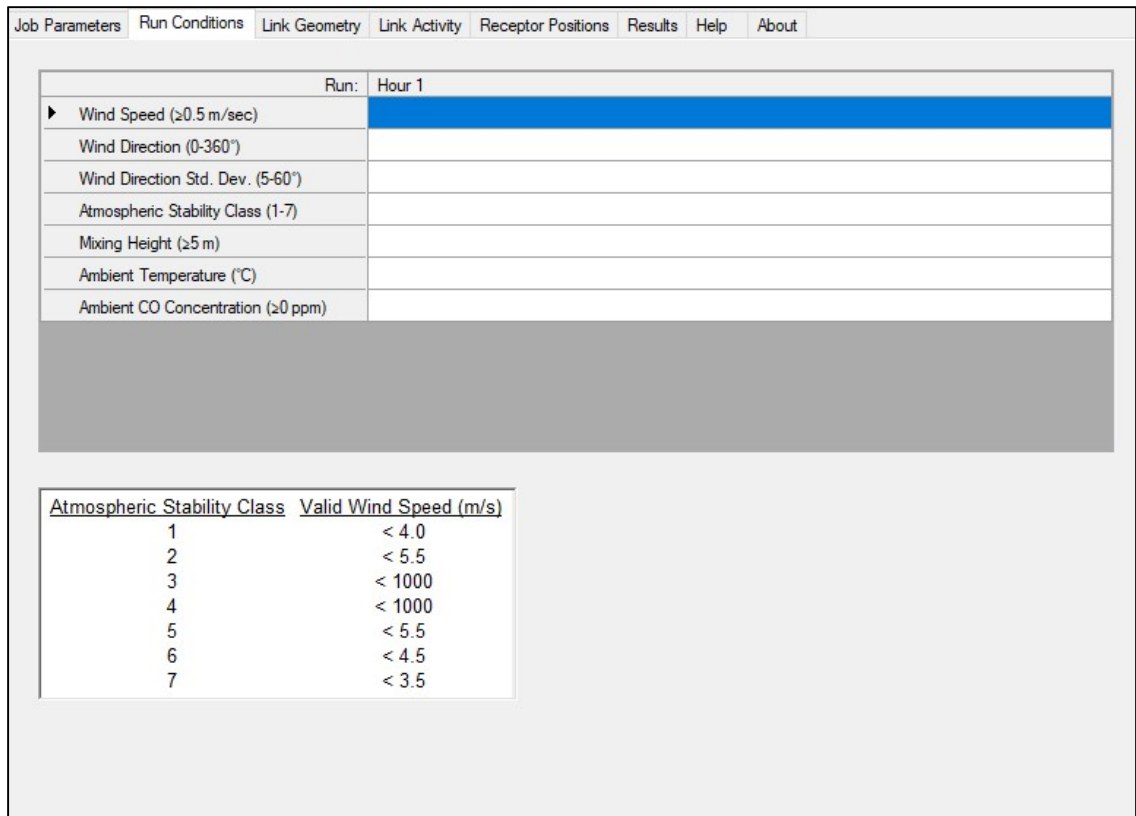 Job Parameters Run Conditions Link Geometry Link Activity Receptor Positions Results Help About
Run: Hour 1
Wind Speed (≥0.5 m/sec)
Wind Direction (0-360°)
Wind Direction Std. Dev. (5-60°)
Atmospheric Stability Class (1-7)
Mixing Height (≥5 m)
Ambient Temperature (°C)
Ambient CO Concentration (≥0 ppm)
Atmospheric Stability Class Valid Wind Speed (m/s)
1 < 4.0
2 < 5.5
3 < 1000
4 < 1000
5 < 5.5
6 < 4.5
7 < 3.5